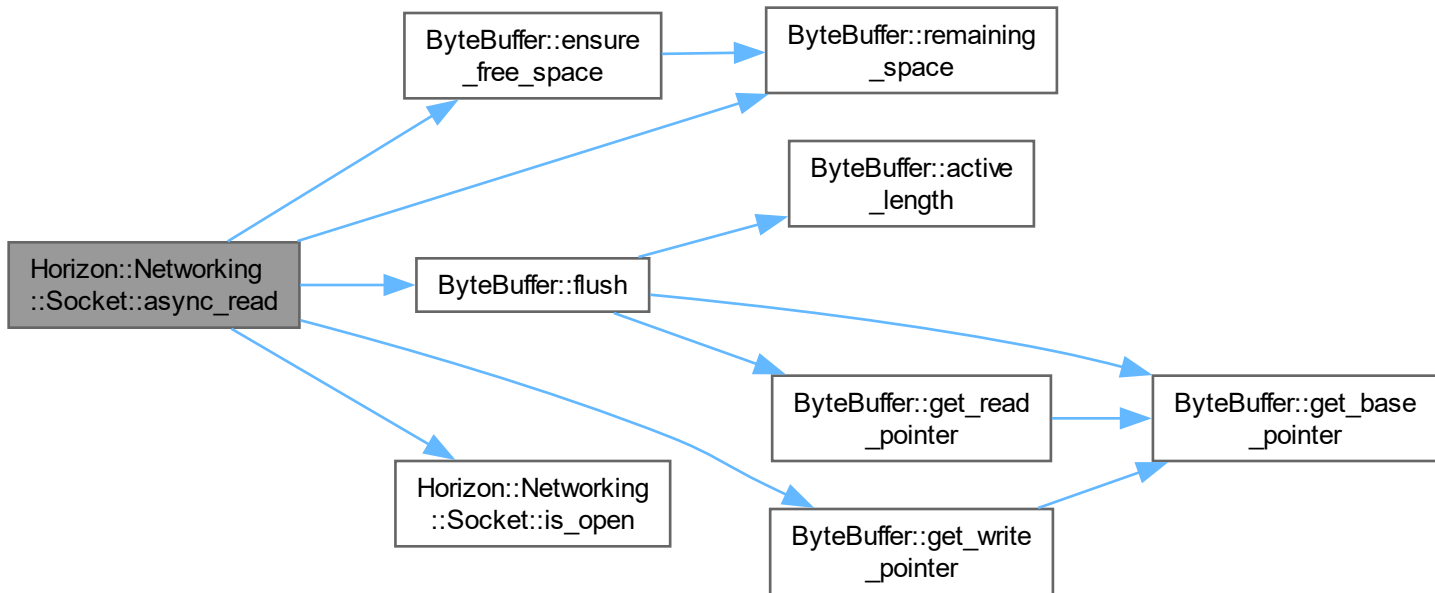 ByteBuffer::ensure
_free_space
ByteBuffer::remaining
_space
ByteBuffer::active
_length
Horizon::Networking
::Socket::async_read
ByteBuffer::flush
ByteBuffer::get_read
_pointer
ByteBuffer::get_base
_pointer
Horizon::Networking
::Socket::is_open
ByteBuffer::get_write
_pointer